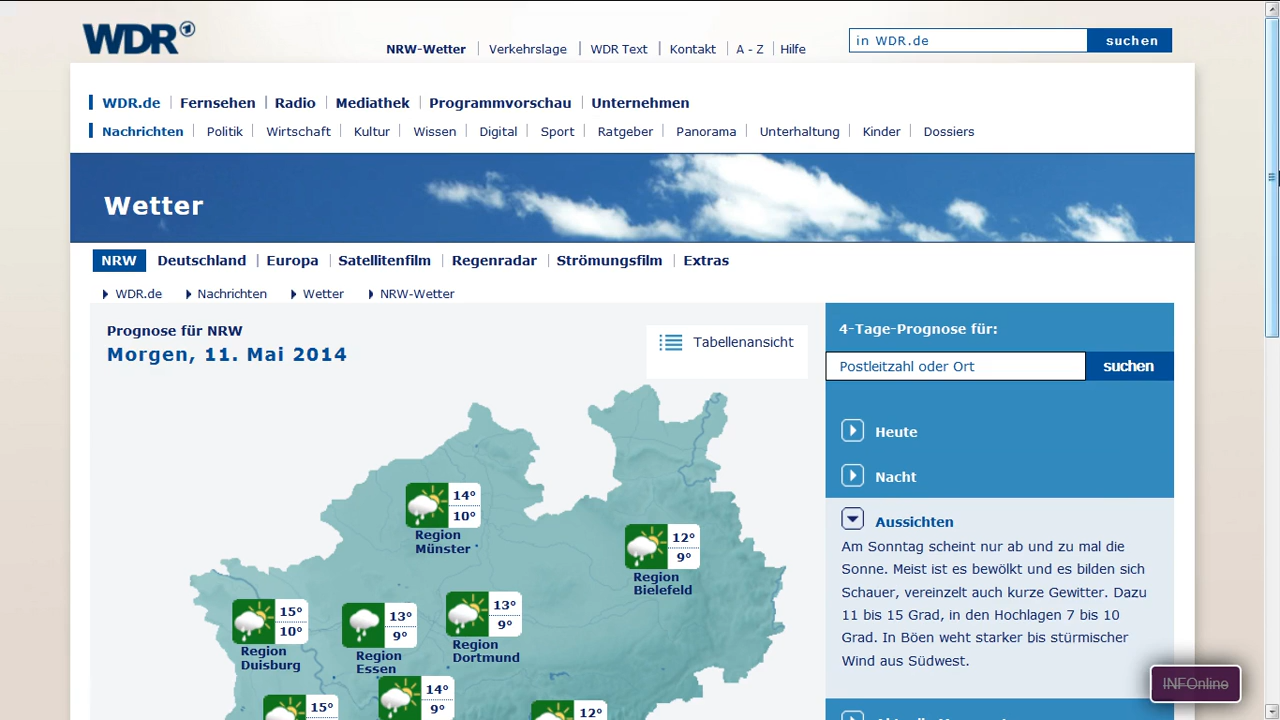 WDR
NRW-Wetter Verkehrslage WDR Text Kontakt A - Z Hilfe
in WDR.de suchen
WDR.de Fernsehen Radio Mediathek Programmvorschau Unternehmen
Nachrichten Politik Wirtschaft Kultur Wissen Digital Sport Ratgeber Panorama Unterhaltung Kinder Dossiers
Wetter
NRW Deutschland Europa Satellitenfilm Regenradar Strömungsfilm Extras
WDR.de Nachrichten Wetter NRW-Wetter
Prognose für NRW
Morgen, 11. Mai 2014
Tabellenansicht
14°
10°
Region
Münster
12°
9°
Region
Bielefeld
15°
10°
Region
Duisburg
13°
9°
Region
Essen
13°
9°
Region
Dortmund
14°
9°
15°
12°
4-Tage-Prognose für:
Postleitzahl oder Ort suchen
Heute
Nacht
Aussichten
Am Sonntag scheint nur ab und zu mal die
Sonne. Meist ist es bewölkt und es bilden sich
Schauer, vereinzelt auch kurze Gewitter. Dazu
11 bis 15 Grad, in den Hochlagen 7 bis 10
Grad. In Böen weht starker bis stürmischer
Wind aus Südwest.
INFOnline